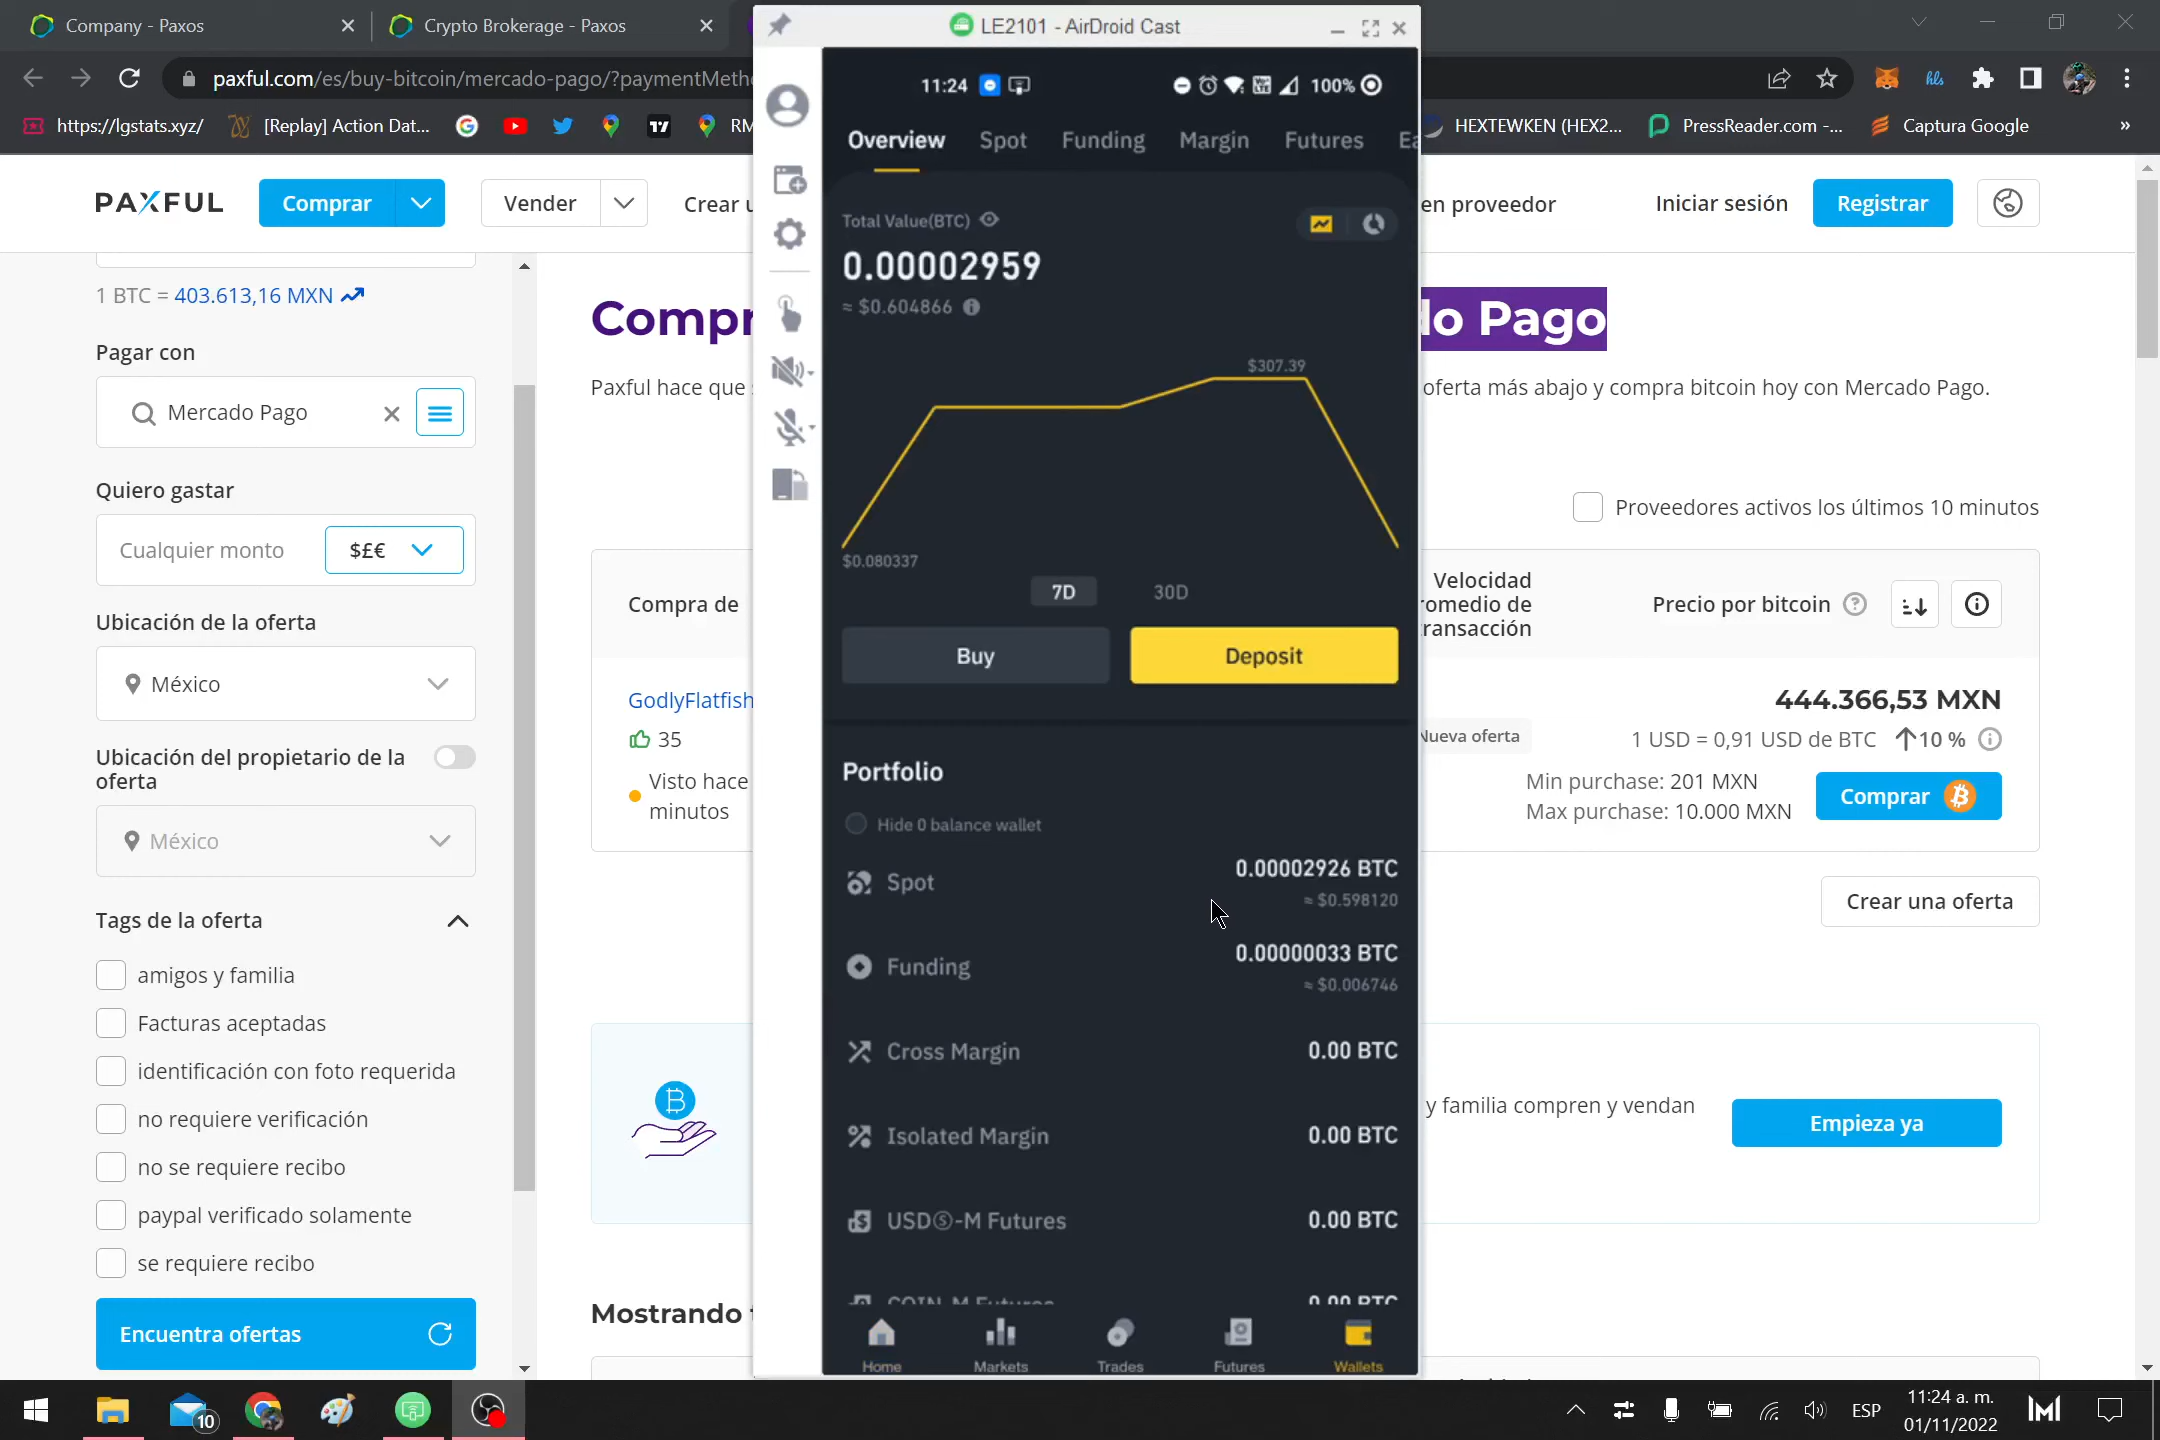 Company - Paxos
Crypto Brokerage - Paxos
LE2101 - AirDroid Cast
paxful.com/es/buy-bitcoin/mercado-pago/?paymentMeth
https://lgstats.xyz/
[Replay] Action Dat...
HEXTEWKEN (HEX2...
PressReader.com -...
Captura Google
»
11:24
100%
Overview
Spot
Funding
Margin
Futures
PAXFUL
Comprar
Vender
Crear
en proveedor
Iniciar sesión
Registrar
Total Value(BTC)
0.00002959
≈ $0.604866
1 BTC = 403.613,16 MXN
Pagar con
Mercado Pago
Quiero gastar
Cualquier monto
$£€
Ubicación de la oferta
México
Ubicación del propietario de la
oferta
México
Tags de la oferta
amigos y familia
Facturas aceptadas
identificación con foto requerida
no requiere verificación
no se requiere recibo
paypal verificado solamente
se requiere recibo
Encuentra ofertas
Compr
do Pago
Paxful hace que
oferta más abajo y compra bitcoin hoy con Mercado Pago.
Proveedores activos los últimos 10 minutos
Compra de
Velocidad
romedio de
transacción
Precio por bitcoin
GodlyFlatfish
35
Visto hace
minutos
Nueva oferta
444.366,53 MXN
1 USD = 0,91 USD de BTC
10 %
Min purchase: 201 MXN
Max purchase: 10.000 MXN
Comprar
Crear una oferta
y familia compren y vendan
Empieza ya
Mostrando
$307.39
$0.080337
7D
30D
Buy
Deposit
Portfolio
Hide 0 balance wallet
Spot
0.00002926 BTC
≈ $0.598120
Funding
0.00000033 BTC
≈ $0.006746
Cross Margin
0.00 BTC
Isolated Margin
0.00 BTC
USDⓈ-M Futures
0.00 BTC
COIN-M Futures
0.00 BTC
Home
Markets
Trades
Futures
Wallets
10
ESP
11:24 a. m.
01/11/2022